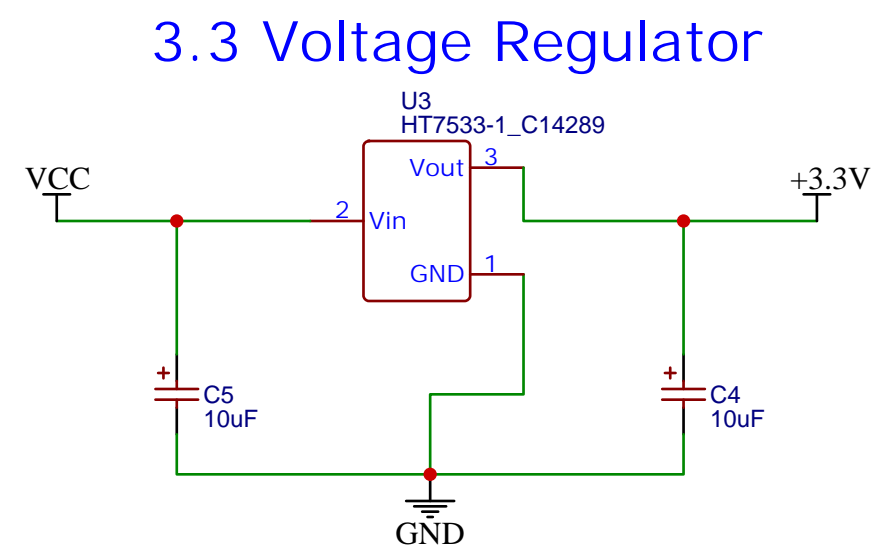 3.3 Voltage Regulator
U3
HT7533-1_C14289
VCC
2
Vin
Vout
3
GND
1
+3.3V
+
C5
10uF
+
C4
10uF
GND